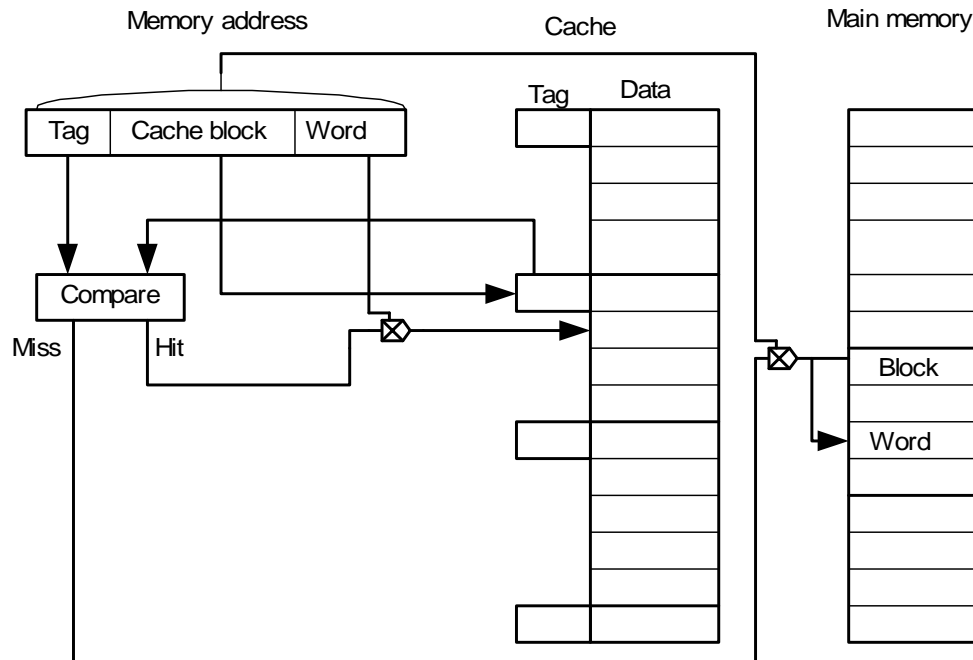 Memory address
Cache
Main memory
Tag
Data
Tag
Cache block
Word
Compare
Miss
Hit
Block
Word